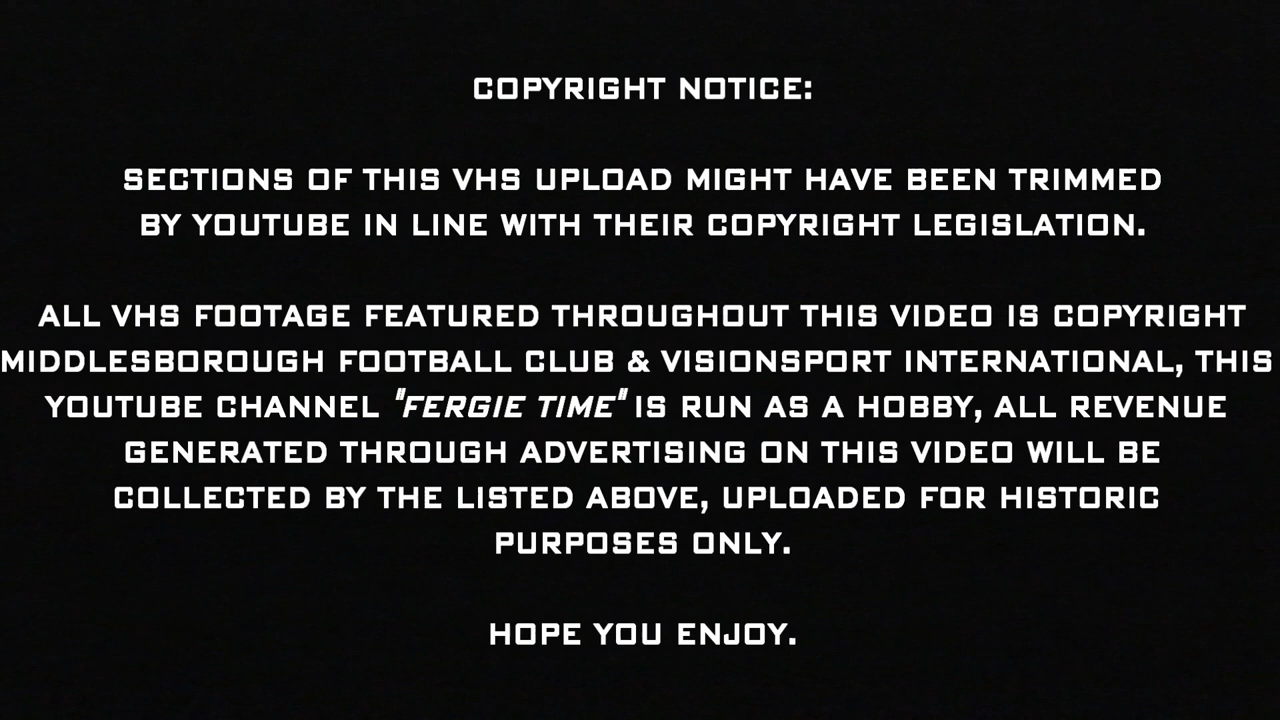 COPYRIGHT NOTICE:
SECTIONS OF THIS VHS UPLOAD MIGHT HAVE BEEN TRIMMED
BY YOUTUBE IN LINE WITH THEIR COPYRIGHT LEGISLATION.
ALL VHS FOOTAGE FEATURED THROUGHOUT THIS VIDEO IS COPYRIGHT
MIDDLESBOROUGH FOOTBALL CLUB & VISIONSPORT INTERNATIONAL, THIS
YOUTUBE CHANNEL "FERGIE TIME" IS RUN AS A HOBBY, ALL REVENUE
GENERATED THROUGH ADVERTISING ON THIS VIDEO WILL BE
COLLECTED BY THE LISTED ABOVE, UPLOADED FOR HISTORIC
PURPOSES ONLY.
HOPE YOU ENJOY.